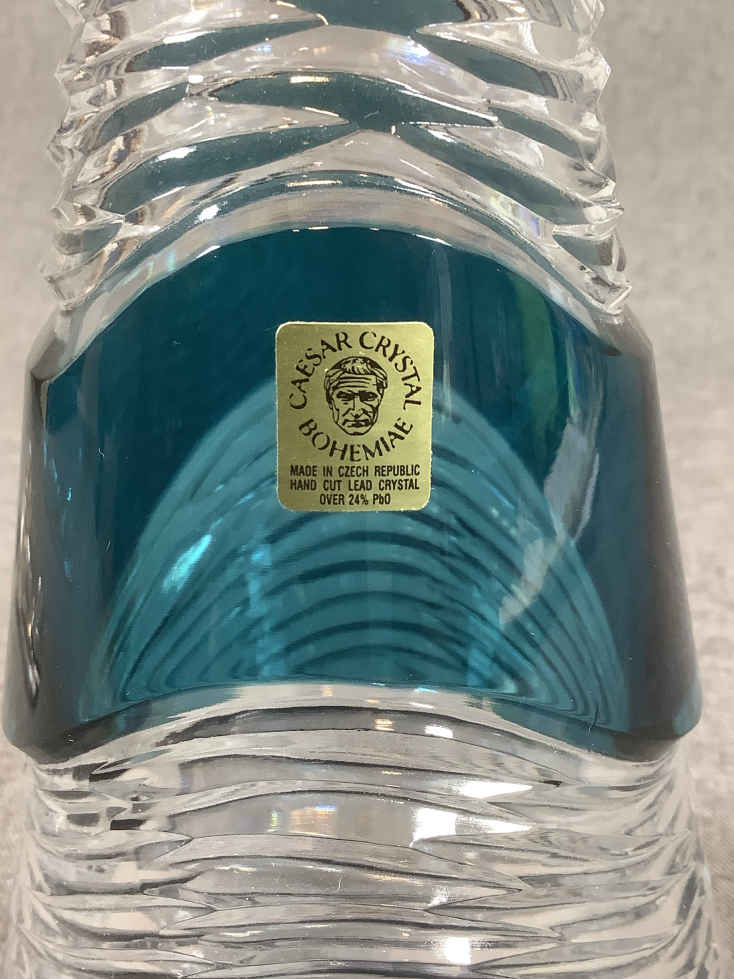 CAESAR CRYSTAL
BOHEMIAE
MADE IN CZECH REPUBLIC
HAND CUT LEAD CRYSTAL
OVER 24% PbO